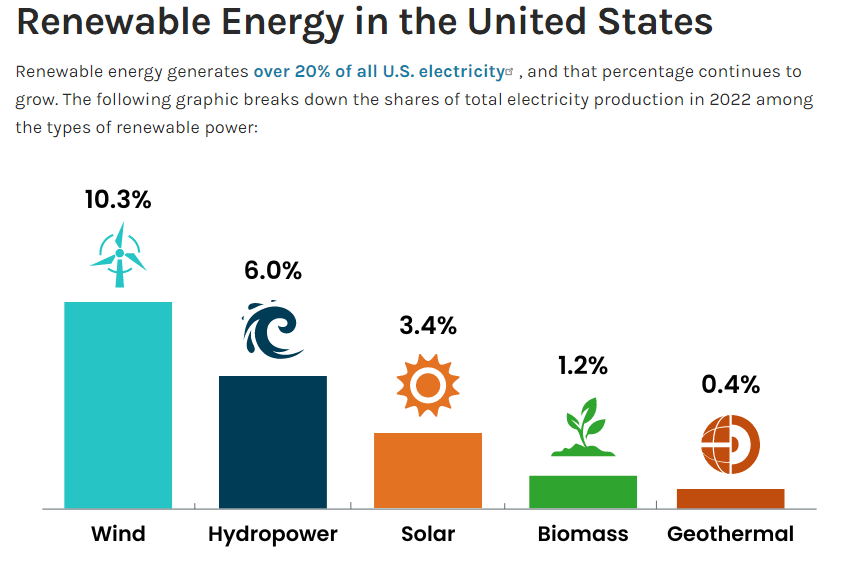 Renewable Energy in the United States
Renewable energy generates over 20% of all U.S. electricity , and that percentage continues to
grow. The following graphic breaks down the shares of total electricity production in 2022 among
the types of renewable power:
10.3%
6.0%
3.4%
1.2%
0.4%
Wind Hydropower Solar Biomass Geothermal